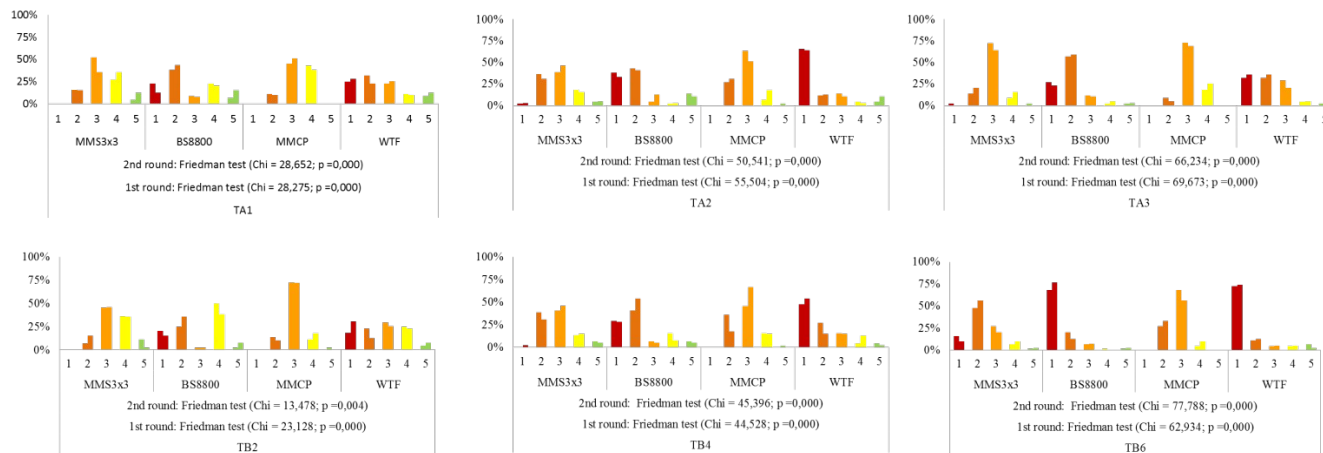 100%
75%
50%
25%
0%
1 2 3 4 5 1 2 3 4 5 1 2 3 4 5 1 2 3 4 5
MMS3x3 BS8800 MMCP WTF
2nd round: Friedman test (Chi = 28,652; p =0,000)
1st round: Friedman test (Chi = 28,275; p =0,000)
TA1
100%
75%
50%
25%
0%
1 2 3 4 5 1 2 3 4 5 1 2 3 4 5 1 2 3 4 5
MMS3x3 BS8800 MMCP WTF
2nd round: Friedman test (Chi = 50,541; p =0,000)
1st round: Friedman test (Chi = 55,504; p =0,000)
TA2
100%
75%
50%
25%
0%
1 2 3 4 5 1 2 3 4 5 1 2 3 4 5 1 2 3 4 5
MMS3x3 BS8800 MMCP WTF
2nd round: Friedman test (Chi = 66,234; p =0,000)
1st round: Friedman test (Chi = 69,673; p =0,000)
TA3
100%
75%
50%
25%
0%
1 2 3 4 5 1 2 3 4 5 1 2 3 4 5 1 2 3 4 5
MMS3x3 BS8800 MMCP WTF
2nd round: Friedman test (Chi = 13,478; p =0,004)
1st round: Friedman test (Chi = 23,128; p =0,000)
TB2
100%
75%
50%
25%
0%
1 2 3 4 5 1 2 3 4 5 1 2 3 4 5 1 2 3 4 5
MMS3x3 BS8800 MMCP WTF
2nd round: Friedman test (Chi = 45,396; p =0,000)
1st round: Friedman test (Chi = 44,528; p =0,000)
TB4
100%
75%
50%
25%
0%
1 2 3 4 5 1 2 3 4 5 1 2 3 4 5 1 2 3 4 5
MMS3x3 BS8800 MMCP WTF
2nd round: Friedman test (Chi = 77,788; p =0,000)
1st round: Friedman test (Chi = 62,934; p =0,000)
TB6